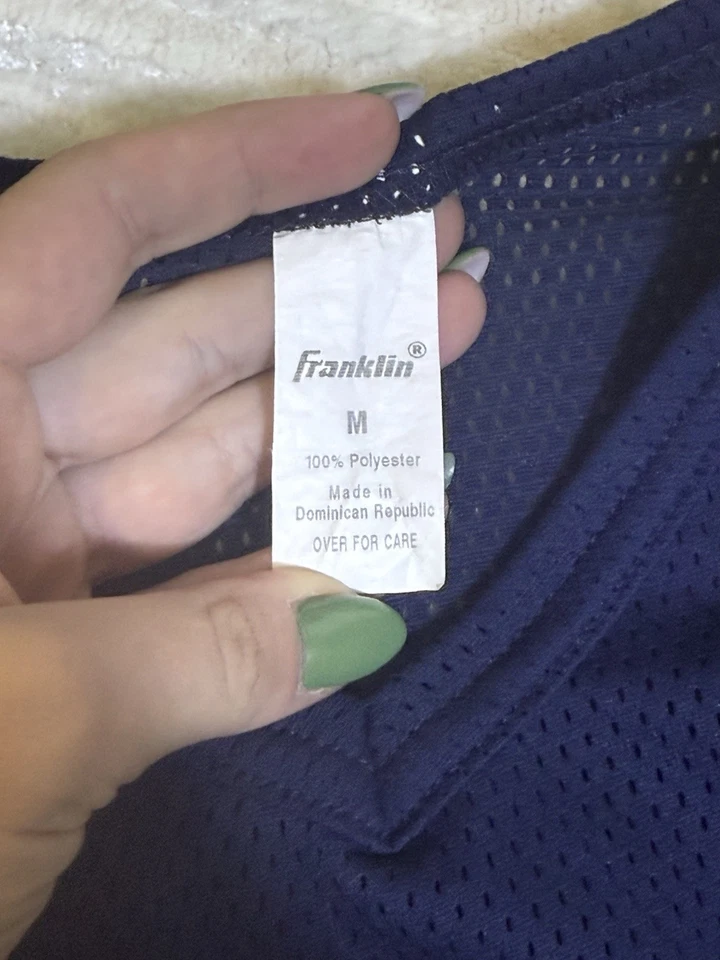 Franklin®
M
100% Polyester
Made in
Dominican Republic
OVER FOR CARE